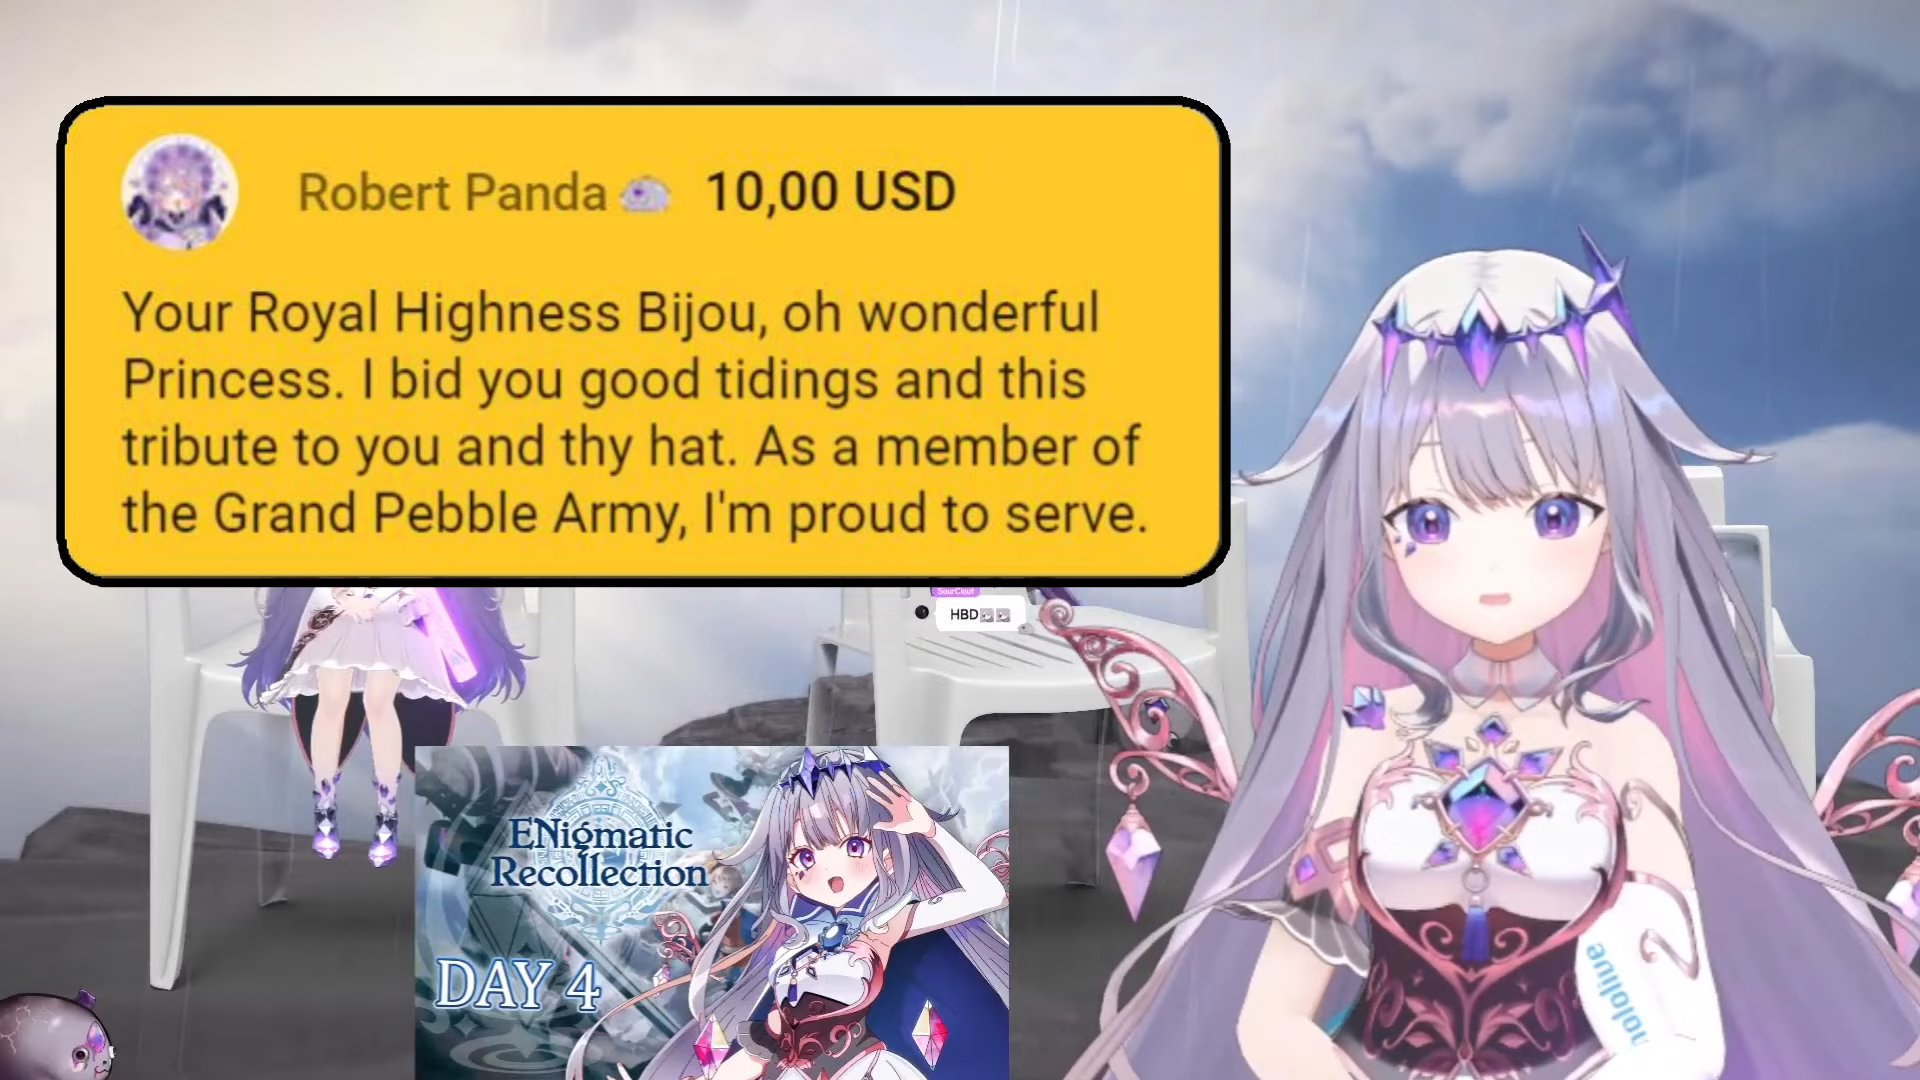 Robert Panda 10,00 USD
Your Royal Highness Bijou, oh wonderful
Princess. I bid you good tidings and this
tribute to you and thy hat. As a member of
the Grand Pebble Army, I'm proud to serve.
SourClout
HBD
ENigmatic
Recollection
DAY 4
hololive